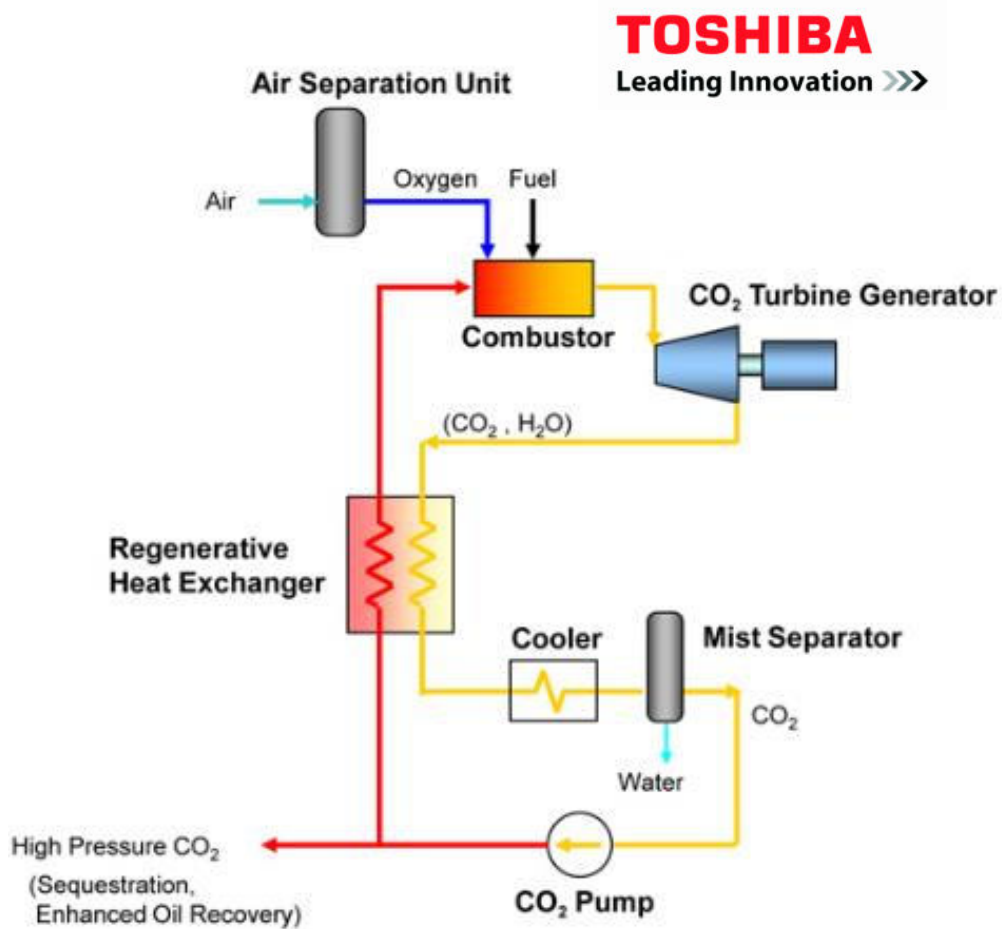 TOSHIBA
Leading Innovation
Air Separation Unit
Oxygen
Fuel
Air
CO₂ Turbine Generator
Combustor
(CO₂ , H₂O)
Regenerative
Heat Exchanger
Cooler
Mist Separator
CO₂
Water
High Pressure CO₂
(Sequestration,
Enhanced Oil Recovery)
CO₂ Pump